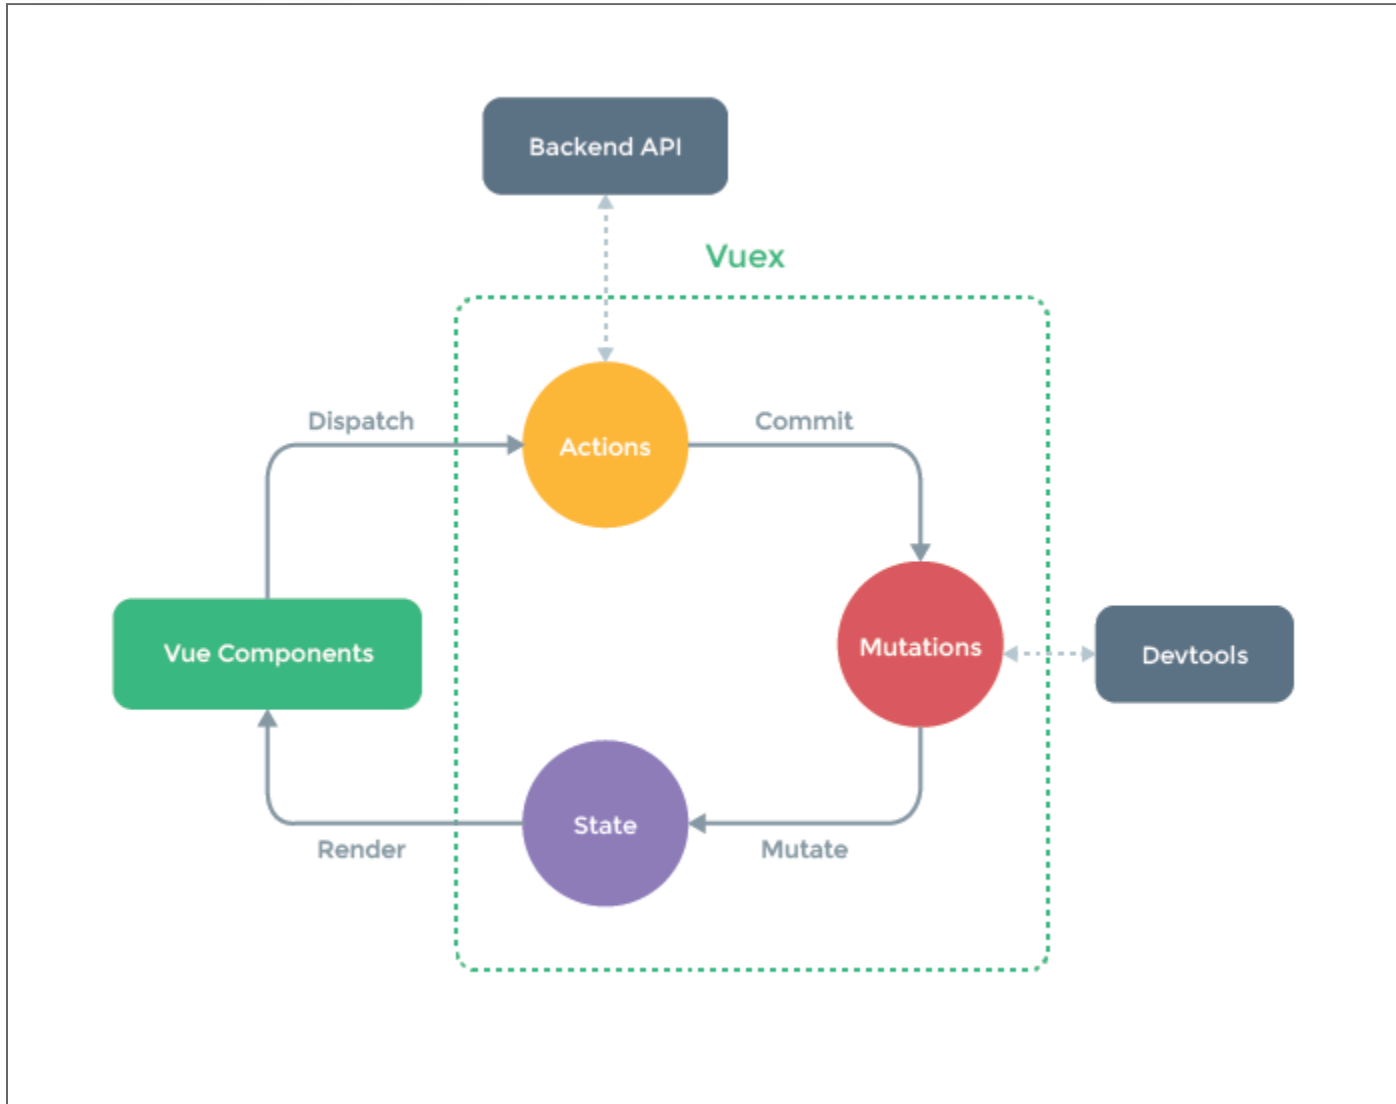 Backend API
Vuex
Dispatch
Commit
Actions
Vue Components
Mutations
Devtools
State
Render
Mutate